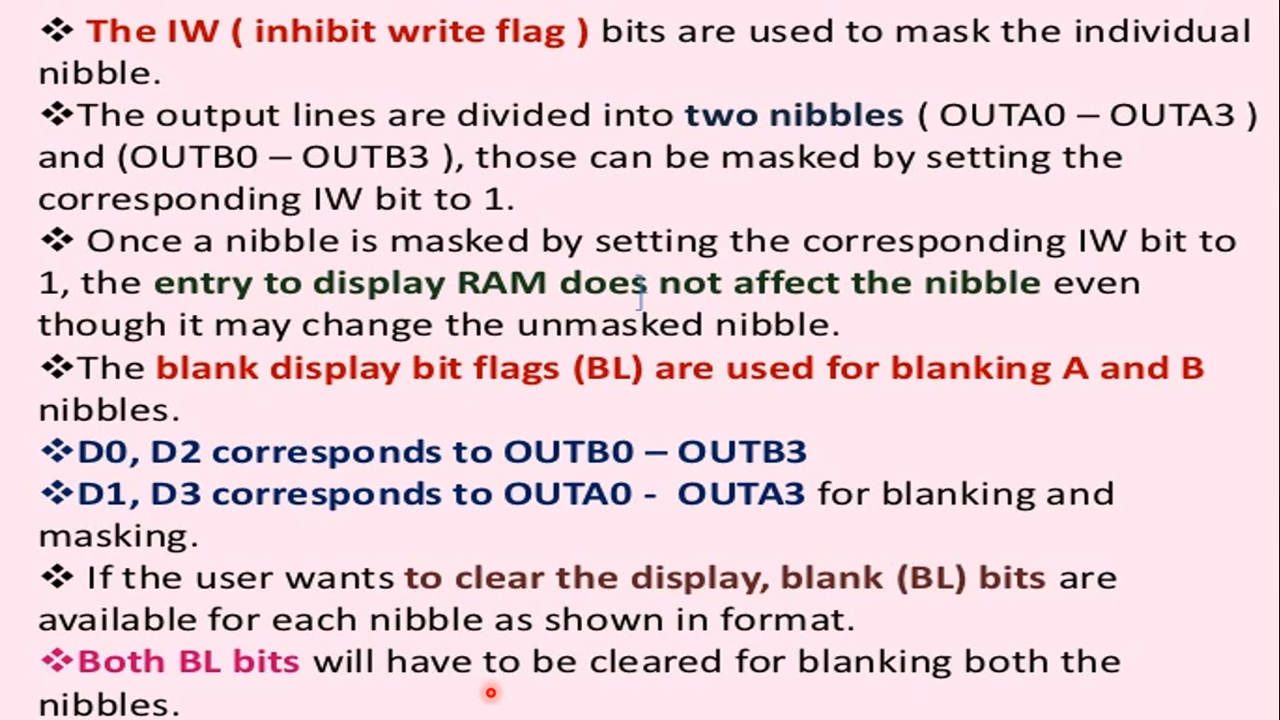 ❖ The IW ( inhibit write flag ) bits are used to mask the individual
nibble.
❖The output lines are divided into two nibbles ( OUTA0 – OUTA3 )
and (OUTB0 – OUTB3 ), those can be masked by setting the
corresponding IW bit to 1.
❖ Once a nibble is masked by setting the corresponding IW bit to
1, the entry to display RAM does not affect the nibble even
though it may change the unmasked nibble.
❖The blank display bit flags (BL) are used for blanking A and B
nibbles.
❖D0, D2 corresponds to OUTB0 – OUTB3
❖D1, D3 corresponds to OUTA0 - OUTA3 for blanking and
masking.
❖ If the user wants to clear the display, blank (BL) bits are
available for each nibble as shown in format.
❖Both BL bits will have to be cleared for blanking both the
nibbles.